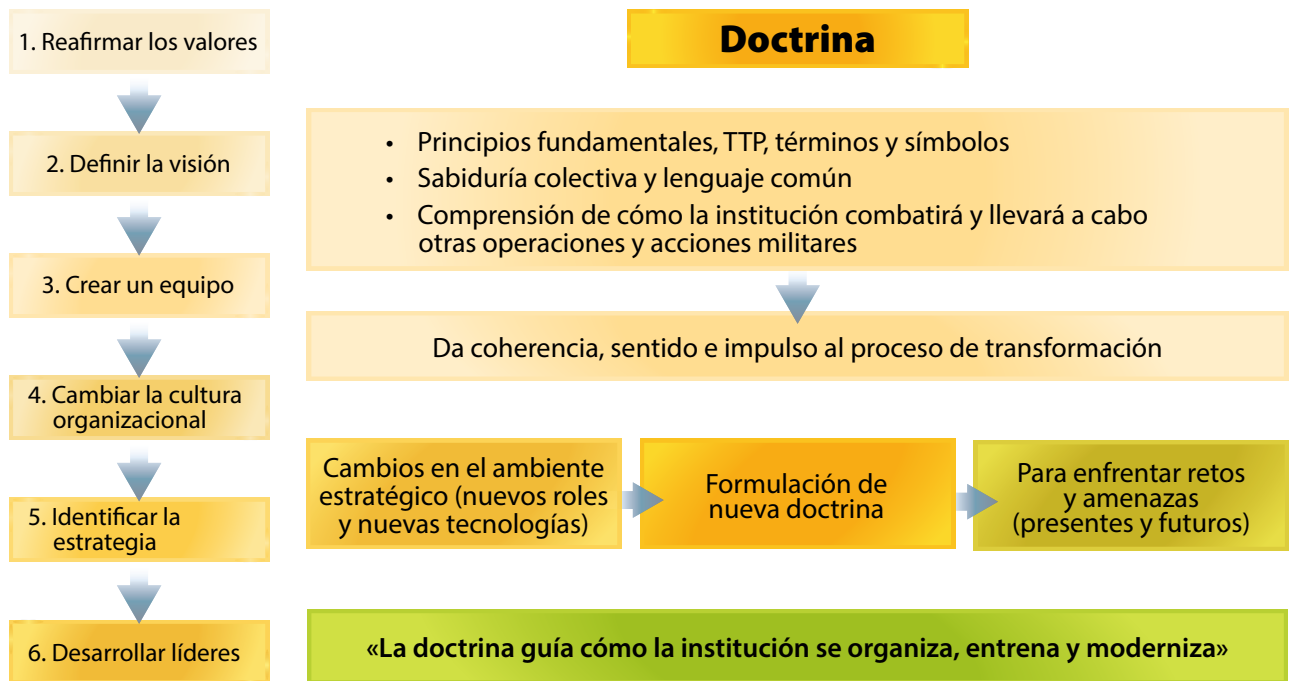 1. Reafirmar los valores
2. Definir la visión
3. Crear un equipo
4. Cambiar la cultura
organizacional
5. Identificar la
estrategia
6. Desarrollar líderes
Doctrina
• Principios fundamentales, TTP, términos y símbolos
• Sabiduría colectiva y lenguaje común
• Comprensión de cómo la institución combatirá y llevará a cabo
otras operaciones y acciones militares
Da coherencia, sentido e impulso al proceso de transformación
Cambios en el ambiente
estratégico (nuevos roles
y nuevas tecnologías)
Formulación de
nueva doctrina
Para enfrentar retos
y amenazas
(presentes y futuros)
«La doctrina guía cómo la institución se organiza, entrena y moderniza»